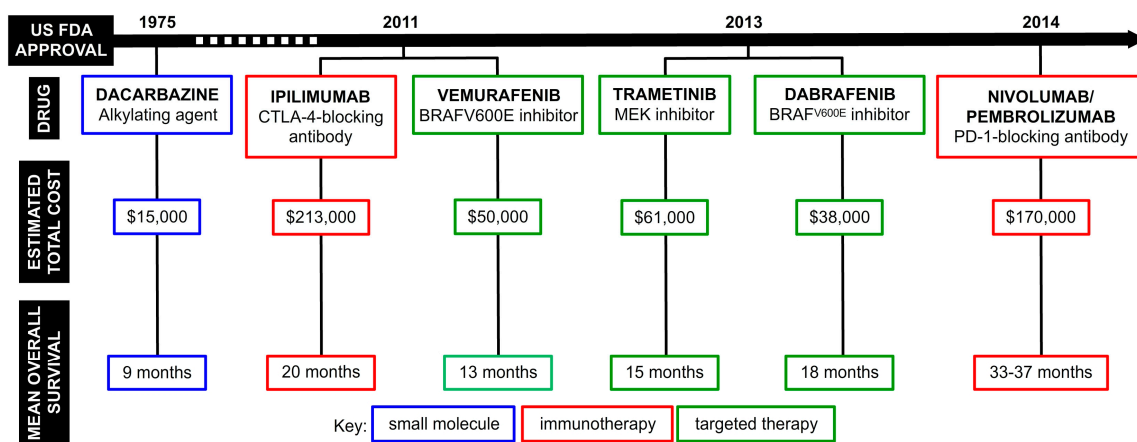 1975
2011
2013
2014
US FDA
APPROVAL
DRUG
DACARBAZINE
Alkylating agent
IPILIMUMAB
CTLA-4-blocking
antibody
VEMURAFENIB
BRAFV600E inhibitor
TRAMETINIB
MEK inhibitor
DABRAFENIB
BRAFV600E inhibitor
NIVOLUMAB/
PEMBROLIZUMAB
PD-1-blocking antibody
ESTIMATED
TOTAL COST
$15,000
$213,000
$50,000
$61,000
$38,000
$170,000
MEAN OVERALL
SURVIVAL
9 months
20 months
13 months
15 months
18 months
33-37 months
Key:
small molecule
immunotherapy
targeted therapy